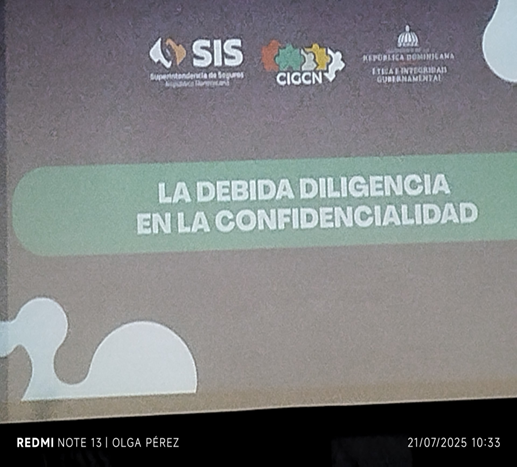 SIS
Superintendencia de Seguros
República Dominicana
CIGCN
REPÚBLICA DOMINICANA
ÉTICA E INTEGRIDAD
GUBERNAMENTAL
LA DEBIDA DILIGENCIA
EN LA CONFIDENCIALIDAD
REDMI NOTE 13 | OLGA PÉREZ
21/07/2025 10:33